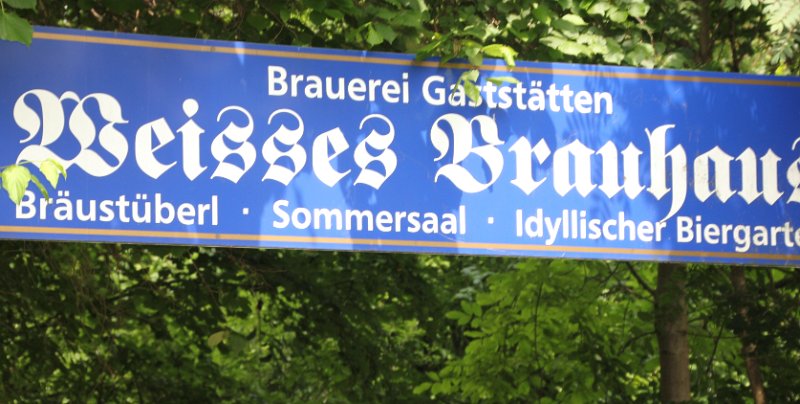 Brauerei Gaststätten
Weisses Brauhaus
Bräustüberl · Sommersaal · Idyllischer Biergarte